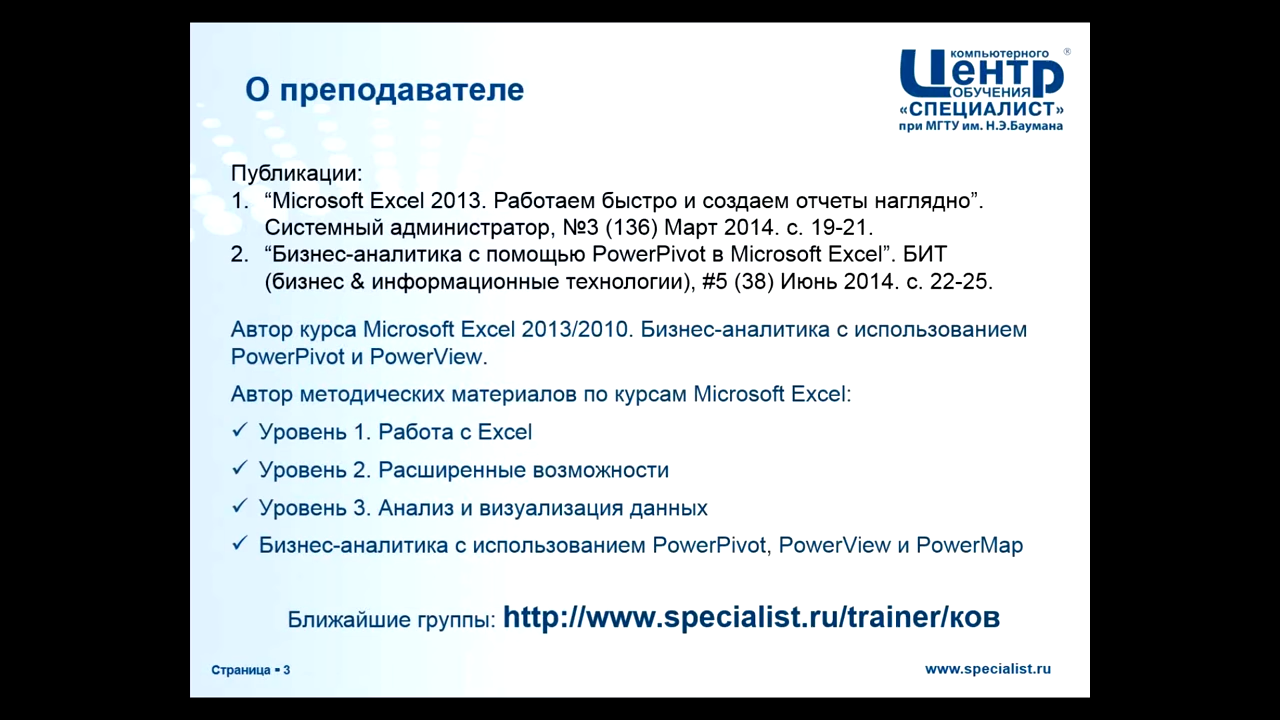 О преподавателе
компьютерного ®
Центр
ОБУЧЕНИЯ
«СПЕЦИАЛИСТ»
при МГТУ им. Н.Э.Баумана
Публикации:
1. “Microsoft Excel 2013. Работаем быстро и создаем отчеты наглядно”.
Системный администратор, №3 (136) Март 2014. с. 19-21.
2. “Бизнес-аналитика с помощью PowerPivot в Microsoft Excel”. БИТ
(бизнес & информационные технологии), #5 (38) Июнь 2014. с. 22-25.
Автор курса Microsoft Excel 2013/2010. Бизнес-аналитика с использованием
PowerPivot и PowerView.
Автор методических материалов по курсам Microsoft Excel:
✓ Уровень 1. Работа с Excel
✓ Уровень 2. Расширенные возможности
✓ Уровень 3. Анализ и визуализация данных
✓ Бизнес-аналитика с использованием PowerPivot, PowerView и PowerMap
Ближайшие группы: http://www.specialist.ru/trainer/ков
Страница ▪ 3
www.specialist.ru